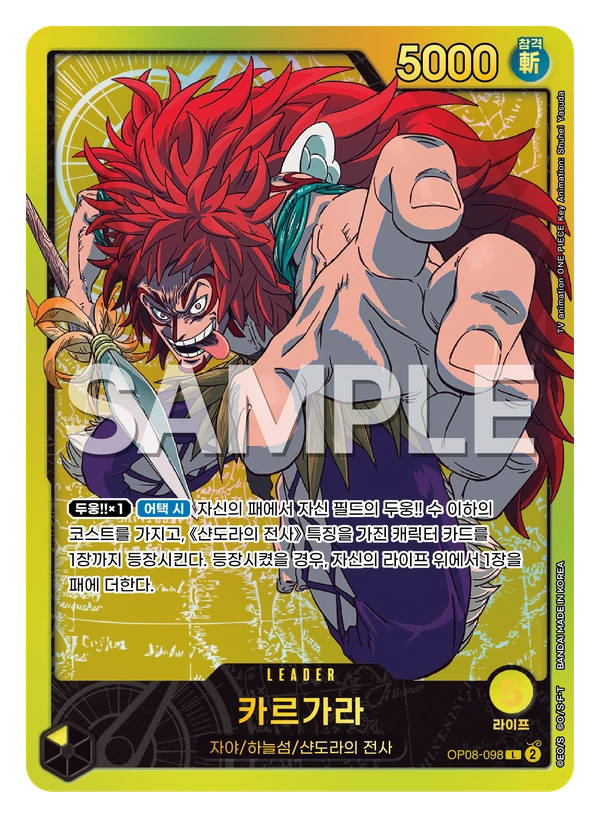 5000
참격
斬
TV animation ONE PIECE Key Animation: Shuhei Yasuda
SAMPLE
두웅!!×1 어택 시 자신의 패에서 자신 필드의 두웅!! 수 이하의
코스트를 가지고, 《샨도라의 전사》 특징을 가진 캐릭터 카드를
1장까지 등장시킨다. 등장시켰을 경우, 자신의 라이프 위에서 1장을
패에 더한다.
LEADER
카르가라
자야/하늘섬/샨도라의 전사
5
라이프
OP08-098 L 2
©EO/S ©O/S·F·T BANDAI MADE IN KOREA